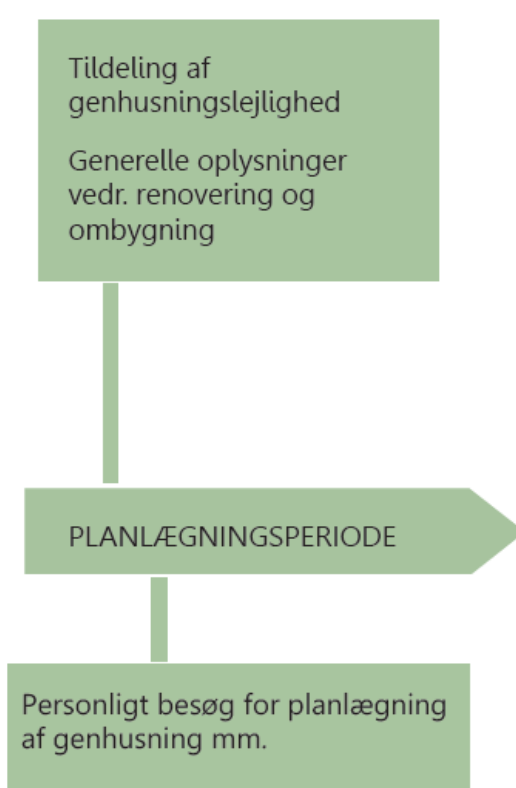 Tildeling af
genhusningslejlighed
Generelle oplysninger
vedr. renovering og
ombygning
PLANLÆGNINGSPERIODE
Personligt besøg for planlægning
af genhusning mm.